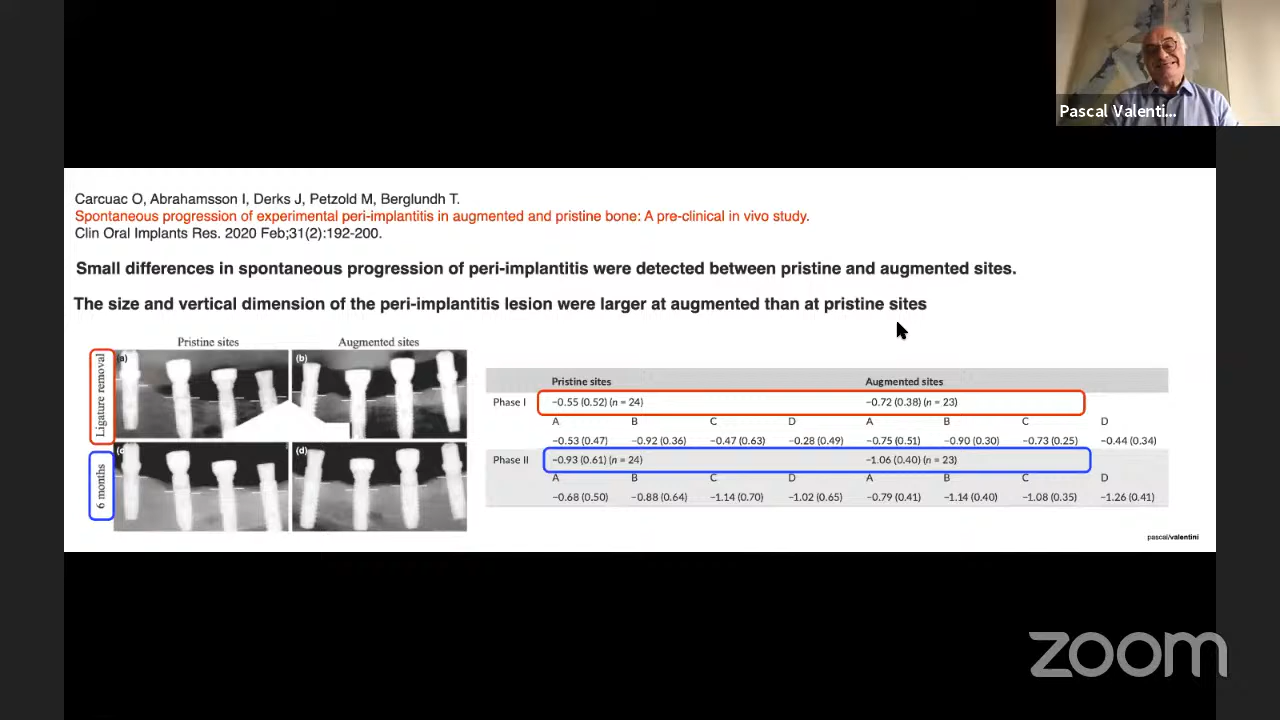 Pascal Valenti...
Carcuac O, Abrahamsson I, Derks J, Petzold M, Berglundh T.
Spontaneous progression of experimental peri-implantitis in augmented and pristine bone: A pre-clinical in vivo study.
Clin Oral Implants Res. 2020 Feb;31(2):192-200.
Small differences in spontaneous progression of peri-implantitis were detected between pristine and augmented sites.
The size and vertical dimension of the peri-implantitis lesion were larger at augmented than at pristine sites
Pristine sites Augmented sites
Ligature removal
(a) (b)
6 months
(c) (d)
Pristine sites Augmented sites
Phase I −0.55 (0.52) (n = 24) −0.72 (0.38) (n = 23)
A B C D A B C D
−0.53 (0.47) −0.92 (0.36) −0.47 (0.63) −0.28 (0.49) −0.75 (0.51) −0.90 (0.30) −0.73 (0.25) −0.44 (0.34)
Phase II −0.93 (0.61) (n = 24) −1.06 (0.40) (n = 23)
A B C D A B C D
−0.68 (0.50) −0.88 (0.64) −1.14 (0.70) −1.02 (0.65) −0.79 (0.41) −1.14 (0.40) −1.08 (0.35) −1.26 (0.41)
pascal/valentini
zoom